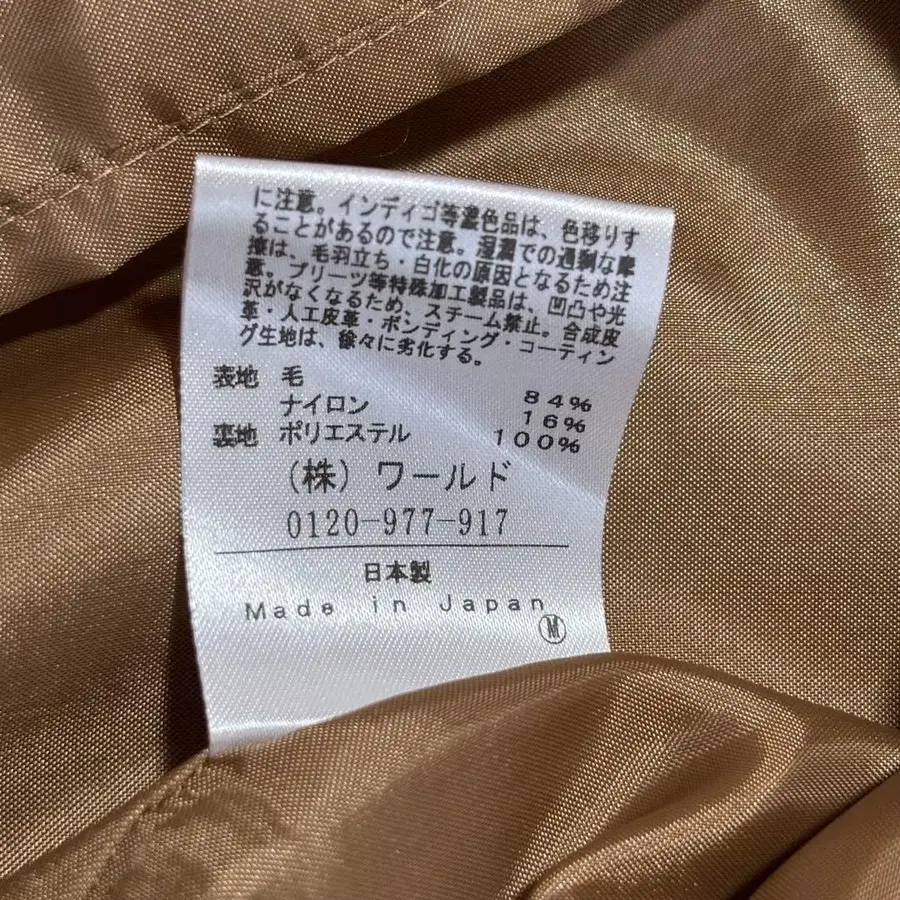 に注意。インディゴ等濃色品は、色移りす
ることがあるので注意。湿潤での過剰な摩
擦は、毛羽立ち・白化の原因となるため注
意。プリーツ等特殊加工製品は、凹凸や光
沢がなくなるため、スチーム禁止。合成皮
革・人工皮革・ボンディング・コーティン
グ生地は、徐々に劣化する。
表地 毛 84%
ナイロン 16%
裏地 ポリエステル 100%
(株) ワールド
0120-977-917
日本製
Made in Japan
M